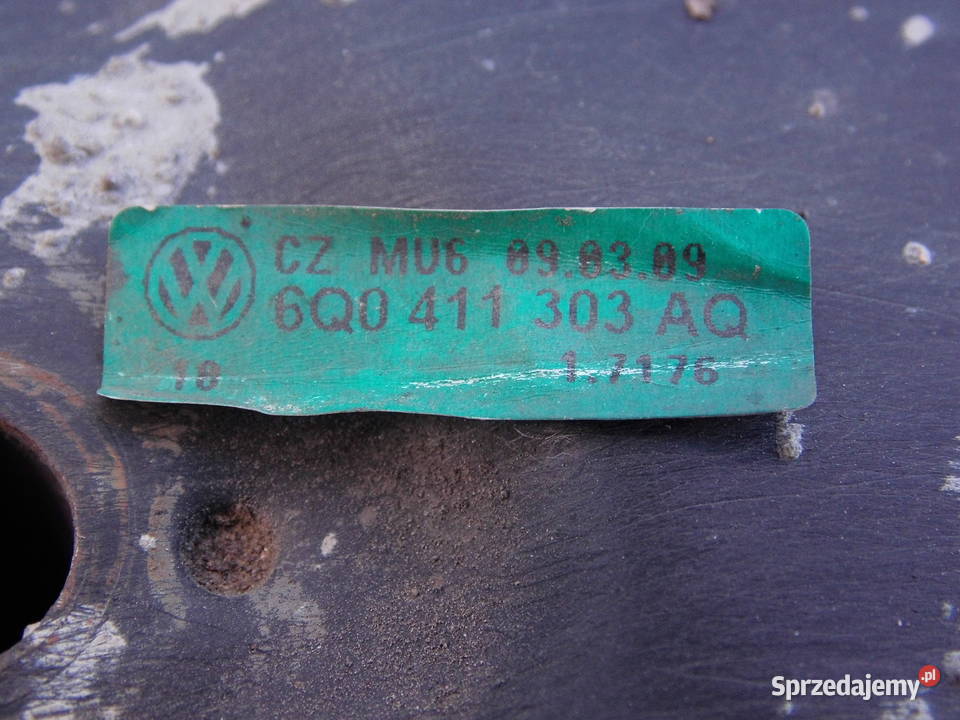 CZ MU6 09.03.09
6Q0 411 303 AQ
18 1.7176
Sprzedajemy.pl